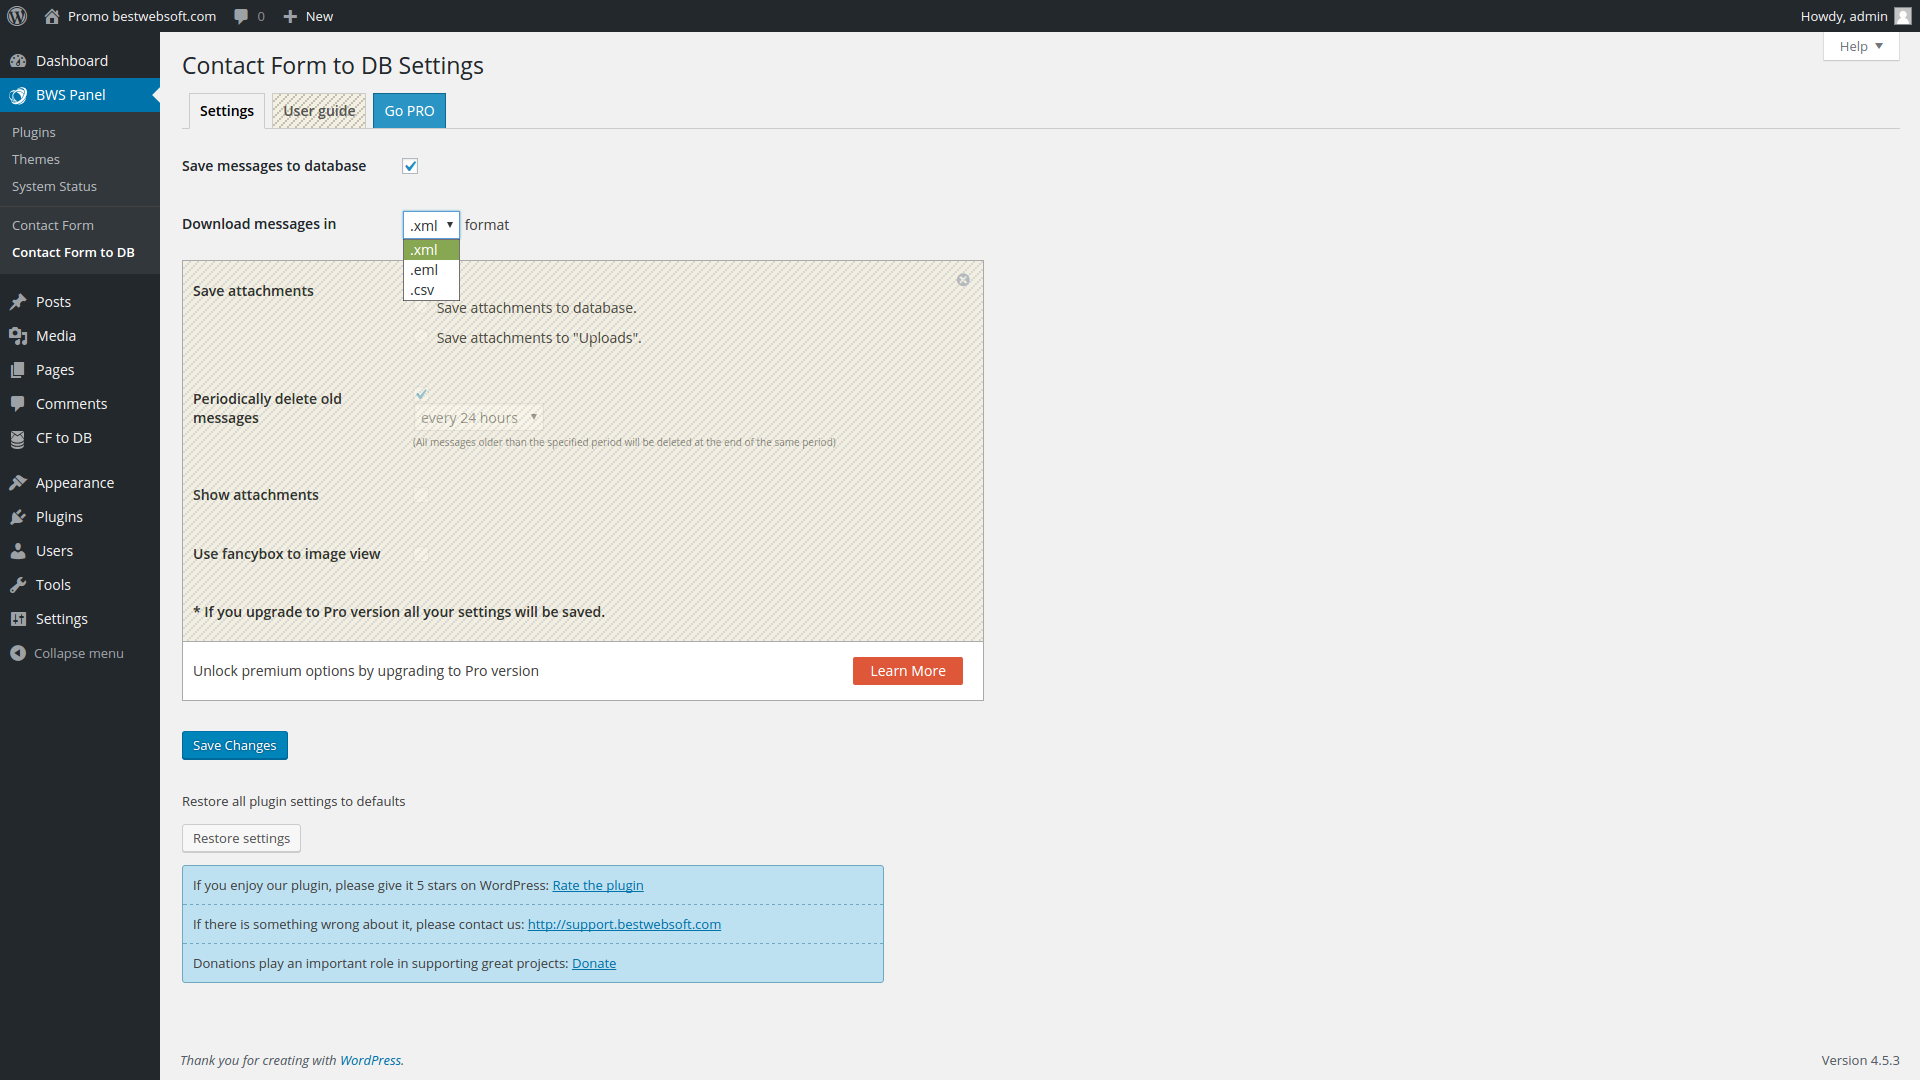 Promo bestwebsoft.com
0
New
Howdy, admin
Help
Dashboard
BWS Panel
Plugins
Themes
System Status
Contact Form
Contact Form to DB
Posts
Media
Pages
Comments
CF to DB
Appearance
Plugins
Users
Tools
Settings
Collapse menu
Contact Form to DB Settings
Settings
User guide
Go PRO
Save messages to database
Download messages in
.xml
format
.xml
.eml
.csv
Save attachments
Save attachments to database.
Save attachments to "Uploads".
Periodically delete old
messages
every 24 hours
(All messages older than the specified period will be deleted at the end of the same period)
Show attachments
Use fancybox to image view
* If you upgrade to Pro version all your settings will be saved.
Unlock premium options by upgrading to Pro version
Learn More
Save Changes
Restore all plugin settings to defaults
Restore settings
If you enjoy our plugin, please give it 5 stars on WordPress: Rate the plugin
If there is something wrong about it, please contact us: http://support.bestwebsoft.com
Donations play an important role in supporting great projects: Donate
Thank you for creating with WordPress.
Version 4.5.3